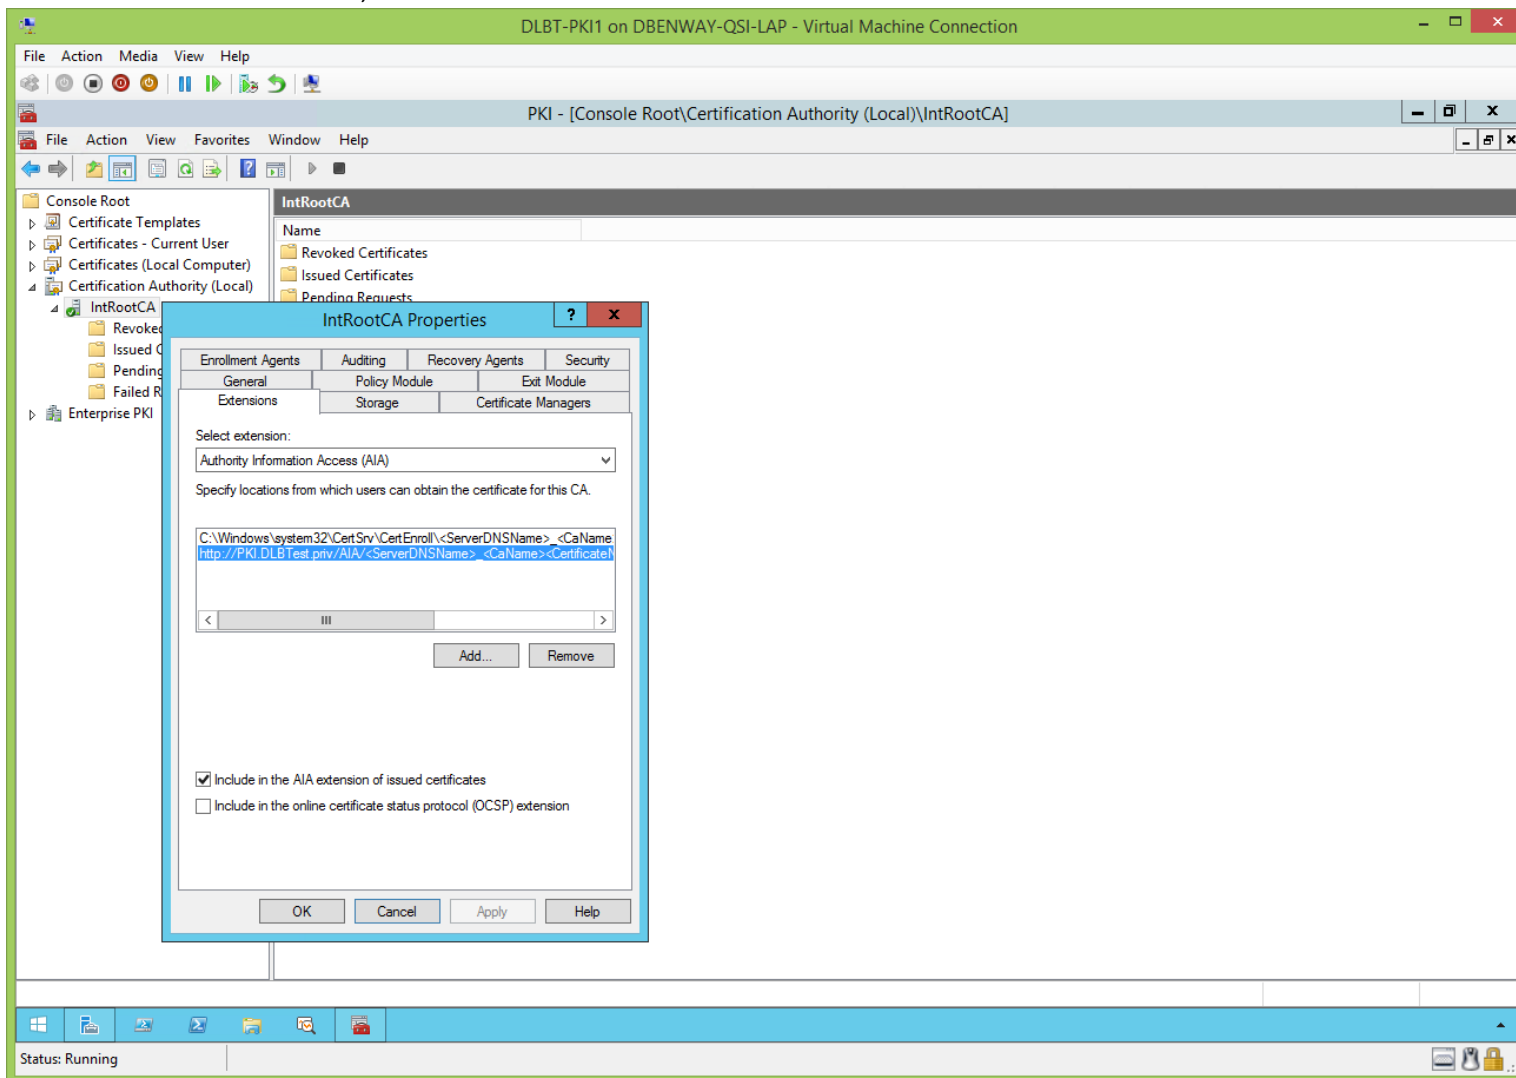 DLBT-PKI1 on DBENWAY-QSI-LAP - Virtual Machine Connection
File Action Media View Help
PKI - [Console Root\Certification Authority (Local)\IntRootCA]
File Action View Favorites Window Help
Console Root
Certificate Templates
Certificates - Current User
Certificates (Local Computer)
Certification Authority (Local)
IntRootCA
Revoked
Issued C
Pending
Failed R
Enterprise PKI
IntRootCA
Name
Revoked Certificates
Issued Certificates
Pending Requests
IntRootCA Properties
Enrollment Agents Auditing Recovery Agents Security
General Policy Module Exit Module
Extensions Storage Certificate Managers
Select extension:
Authority Information Access (AIA)
Specify locations from which users can obtain the certificate for this CA.
C:\Windows\system32\CertSrv\CertEnroll\<ServerDNSName>_<CaName
http://PKI.DLBTest.priv/AIA/<ServerDNSName>_<CaName><CertificateN
Add... Remove
Include in the AIA extension of issued certificates
Include in the online certificate status protocol (OCSP) extension
OK Cancel Apply Help
Status: Running